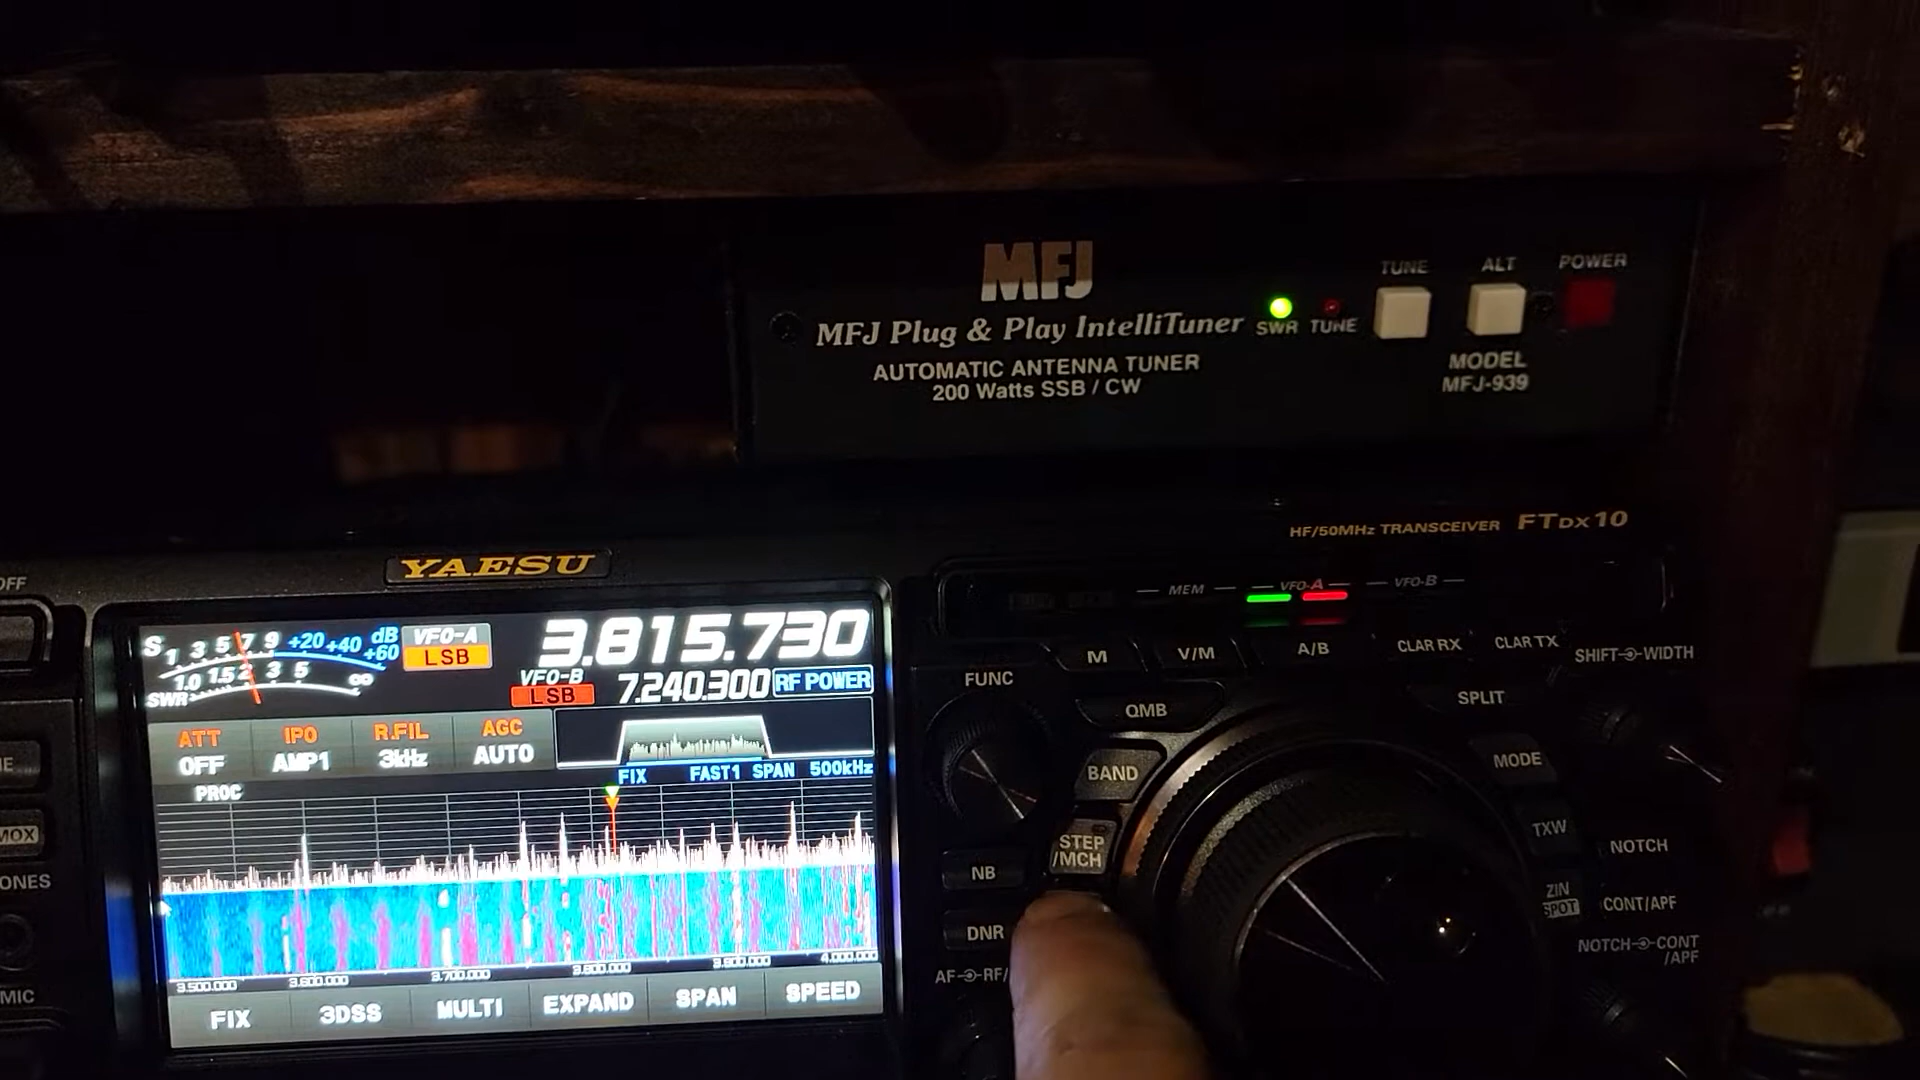 MFJ
MFJ Plug & Play IntelliTuner
AUTOMATIC ANTENNA TUNER
200 Watts SSB / CW
SWR TUNE
TUNE ALT POWER
MODEL
MFJ-939
HF/50MHz TRANSCEIVER FTDX10
OFF
YAESU
MEM VFO-A VFO-B
S 1 3 5 7 9 +20 +40 +60 dB
SWR 1.0 1.5 2 3 5 ∞
VFO-A
LSB
3.815.730
VFO-B
LSB
7.240.300
RF POWER
ATT IPO R.FIL AGC
OFF AMP1 3kHz AUTO
FIX FAST1 SPAN 500kHz
PROC
3.500.000 3.600.000 3.700.000 3.800.000 3.900.000 4.000.000
FIX 3DSS MULTI EXPAND SPAN SPEED
MOX
MIC
M V/M A/B CLAR RX CLAR TX SHIFT WIDTH
FUNC
QMB SPLIT
BAND MODE
STEP
/MCH
TXW
NOTCH
NB
ZIN
SPOT
CONT/APF
DNR
NOTCH CONT
/APF
AF RF/